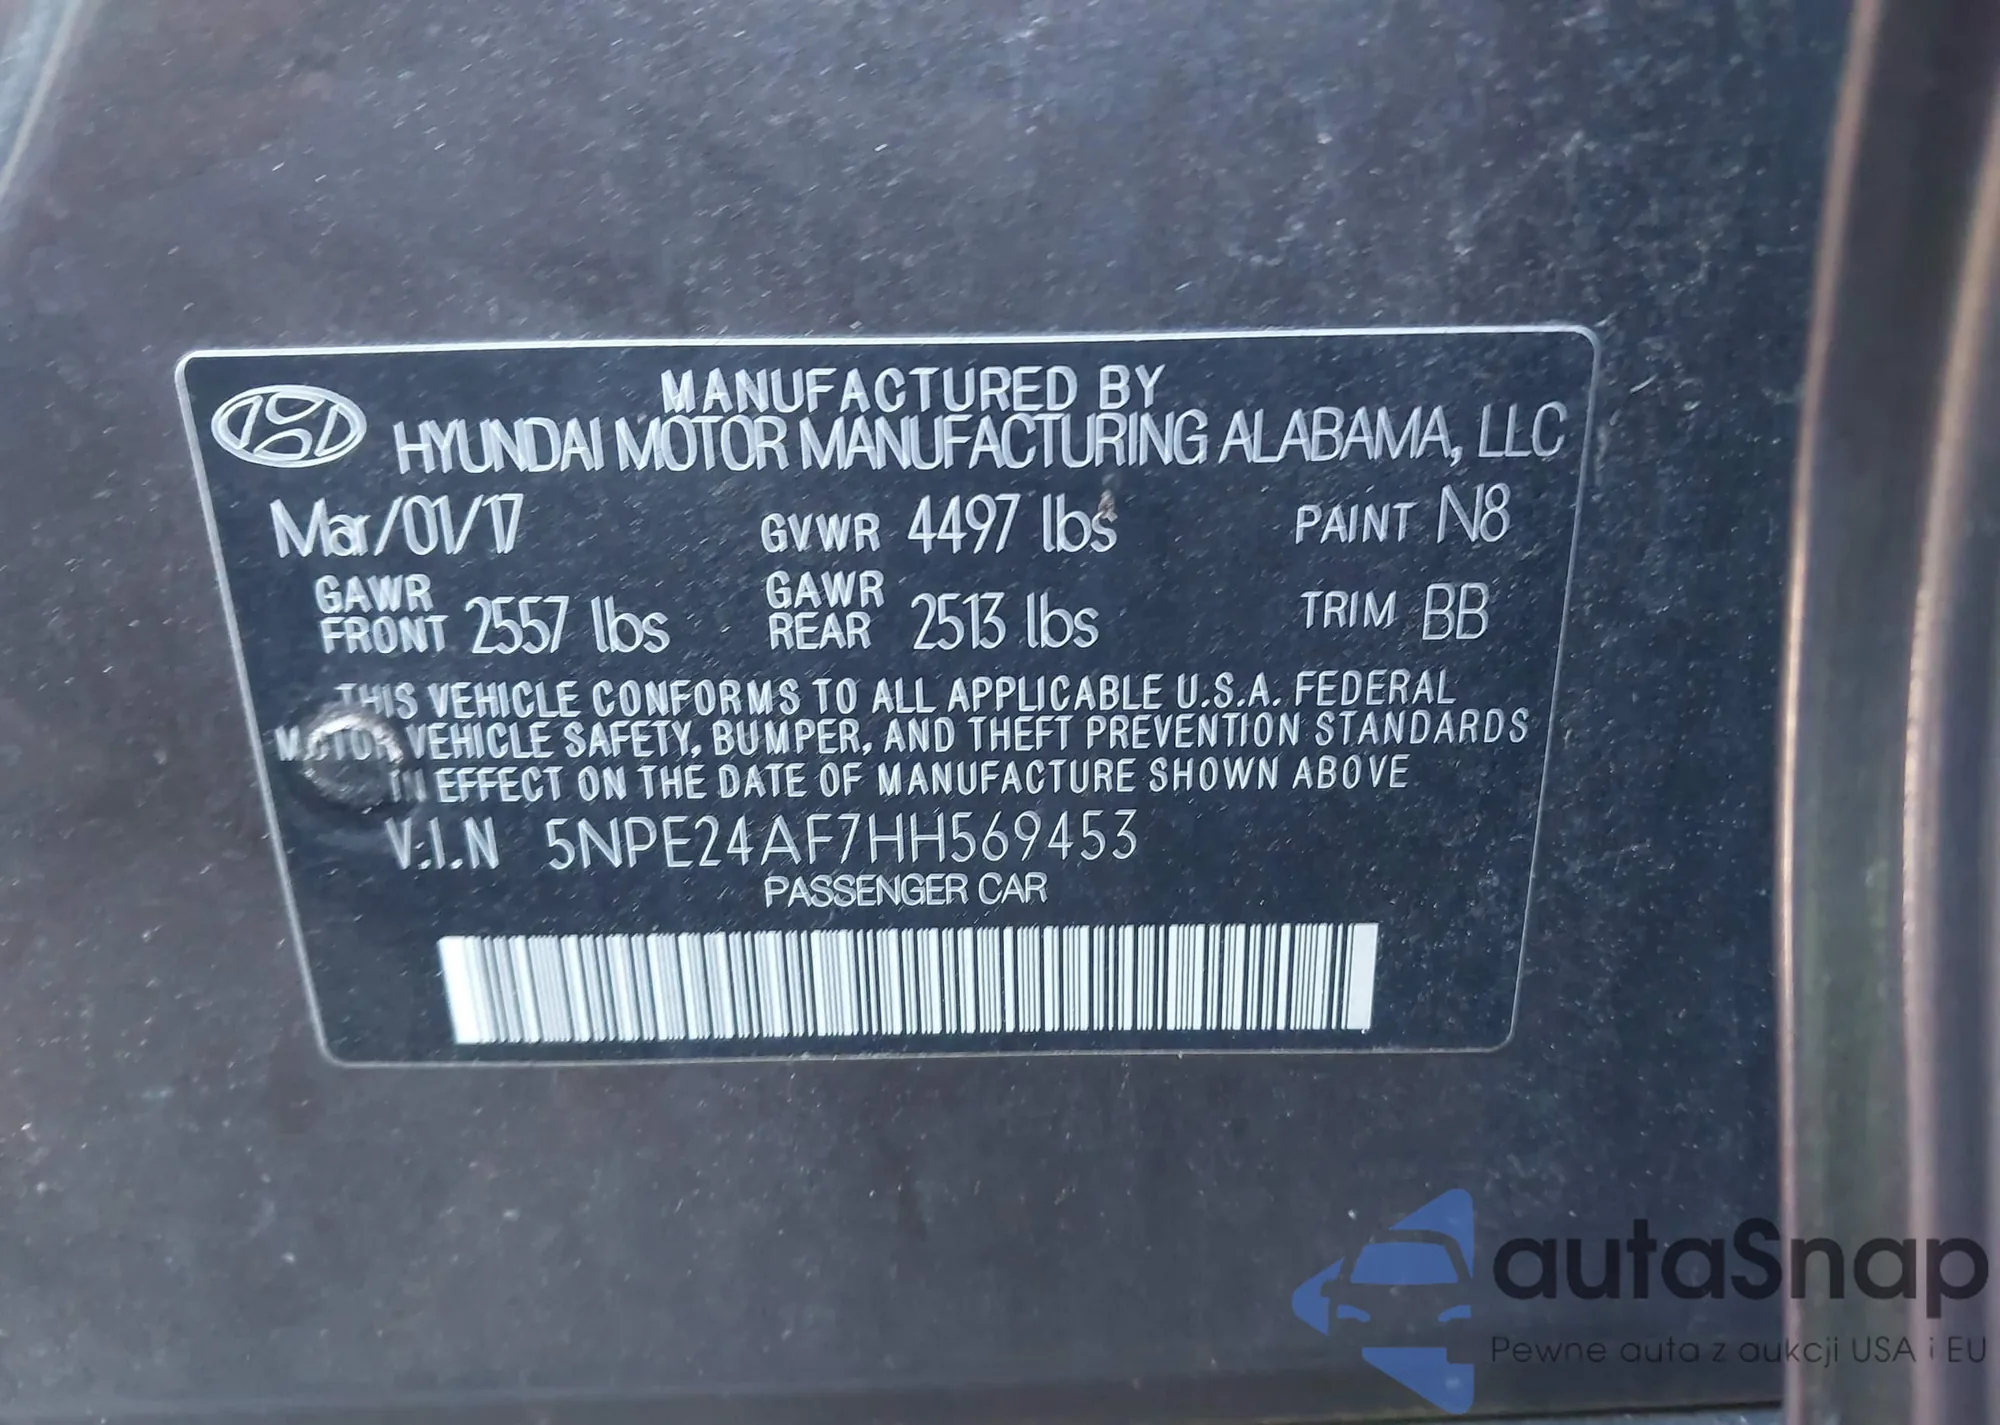 MANUFACTURED BY
HYUNDAI MOTOR MANUFACTURING ALABAMA, LLC
Mar/01/17 GVWR 4497 lbs PAINT N8
GAWR FRONT 2557 lbs GAWR REAR 2513 lbs TRIM BB
THIS VEHICLE CONFORMS TO ALL APPLICABLE U.S.A. FEDERAL
MOTOR VEHICLE SAFETY, BUMPER, AND THEFT PREVENTION STANDARDS
IN EFFECT ON THE DATE OF MANUFACTURE SHOWN ABOVE
V.I.N 5NPE24AF7HH569453
PASSENGER CAR
autaSnap
Pewne auta z aukcji USA i EU